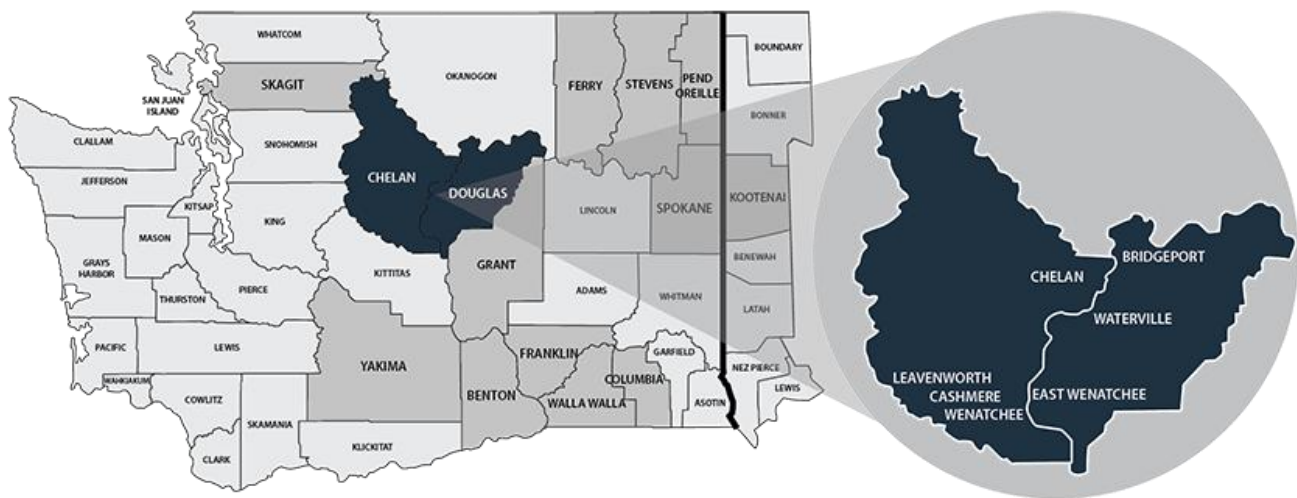 WHATCOM
SKAGIT
SAN JUAN
ISLAND
OKANOGON
FERRY
STEVENS
PEND
OREILLE
BOUNDARY
BONNER
CLALLAM
SNOHOMISH
CHELAN
DOUGLAS
JEFFERSON
KITSAP
KING
LINCOLN
SPOKANE
KOOTENAI
MASON
GRAYS
HARBOR
KITTITAS
GRANT
BENEWAH
THURSTON
PIERCE
ADAMS
WHITMAN
LATAH
PACIFIC
LEWIS
YAKIMA
FRANKLIN
GARFIELD
WAHKIAKUM
BENTON
COLUMBIA
NEZ PIERCE
COWLITZ
SKAMANIA
WALLA WALLA
ASOTIN
LEWIS
CLARK
KLICKITAT
BRIDGEPORT
CHELAN
WATERVILLE
LEAVENWORTH
CASHMERE
WENATCHEE
EAST WENATCHEE